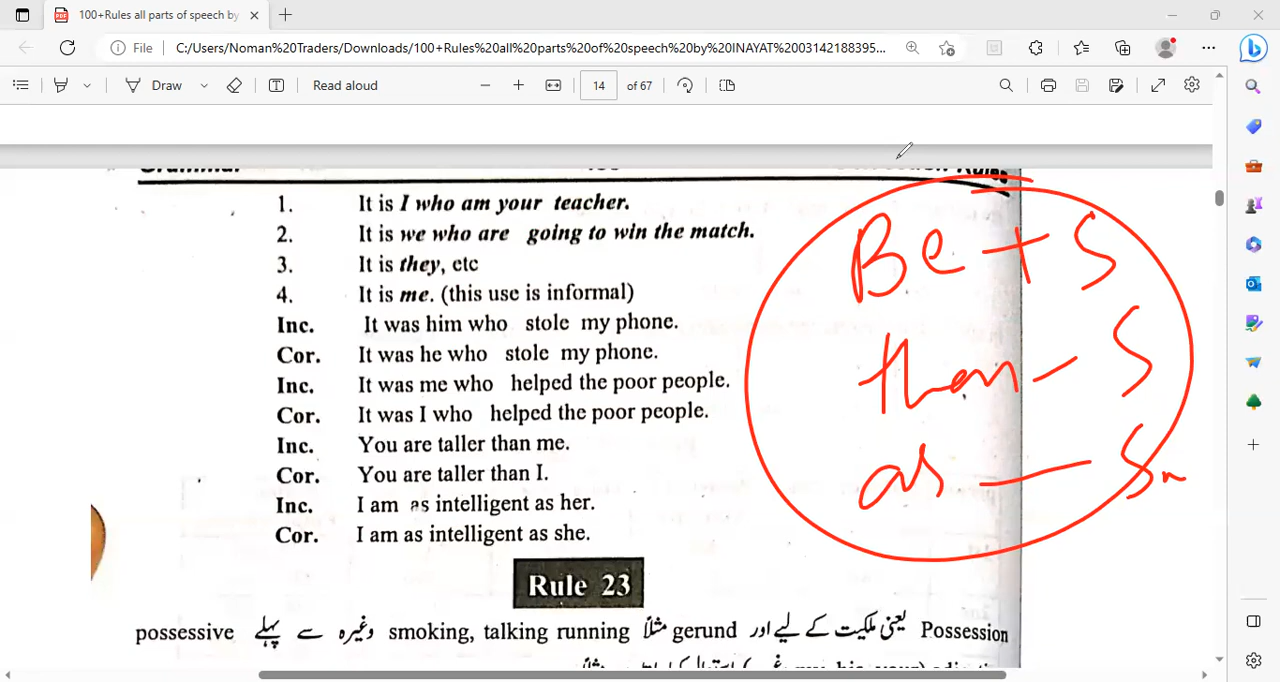 100+Rules all parts of speech by
File C:/Users/Noman%20Traders/Downloads/100+Rules%20all%20parts%20of%20speech%20by%20INAYAT%2003142188395...
Draw Read aloud 14 of 67
Grammar Rules
1. It is I who am your teacher.
2. It is we who are going to win the match.
3. It is they, etc
4. It is me. (this use is informal)
Inc. It was him who stole my phone.
Cor. It was he who stole my phone.
Inc. It was me who helped the poor people.
Cor. It was I who helped the poor people.
Inc. You are taller than me.
Cor. You are taller than I.
Inc. I am as intelligent as her.
Cor. I am as intelligent as she.
Be + S
than - S
as — S
Rule 23
Possession یعنی ملکیت کے لیے اور gerund مثلاً smoking, talking running وغیرہ سے پہلے possessive